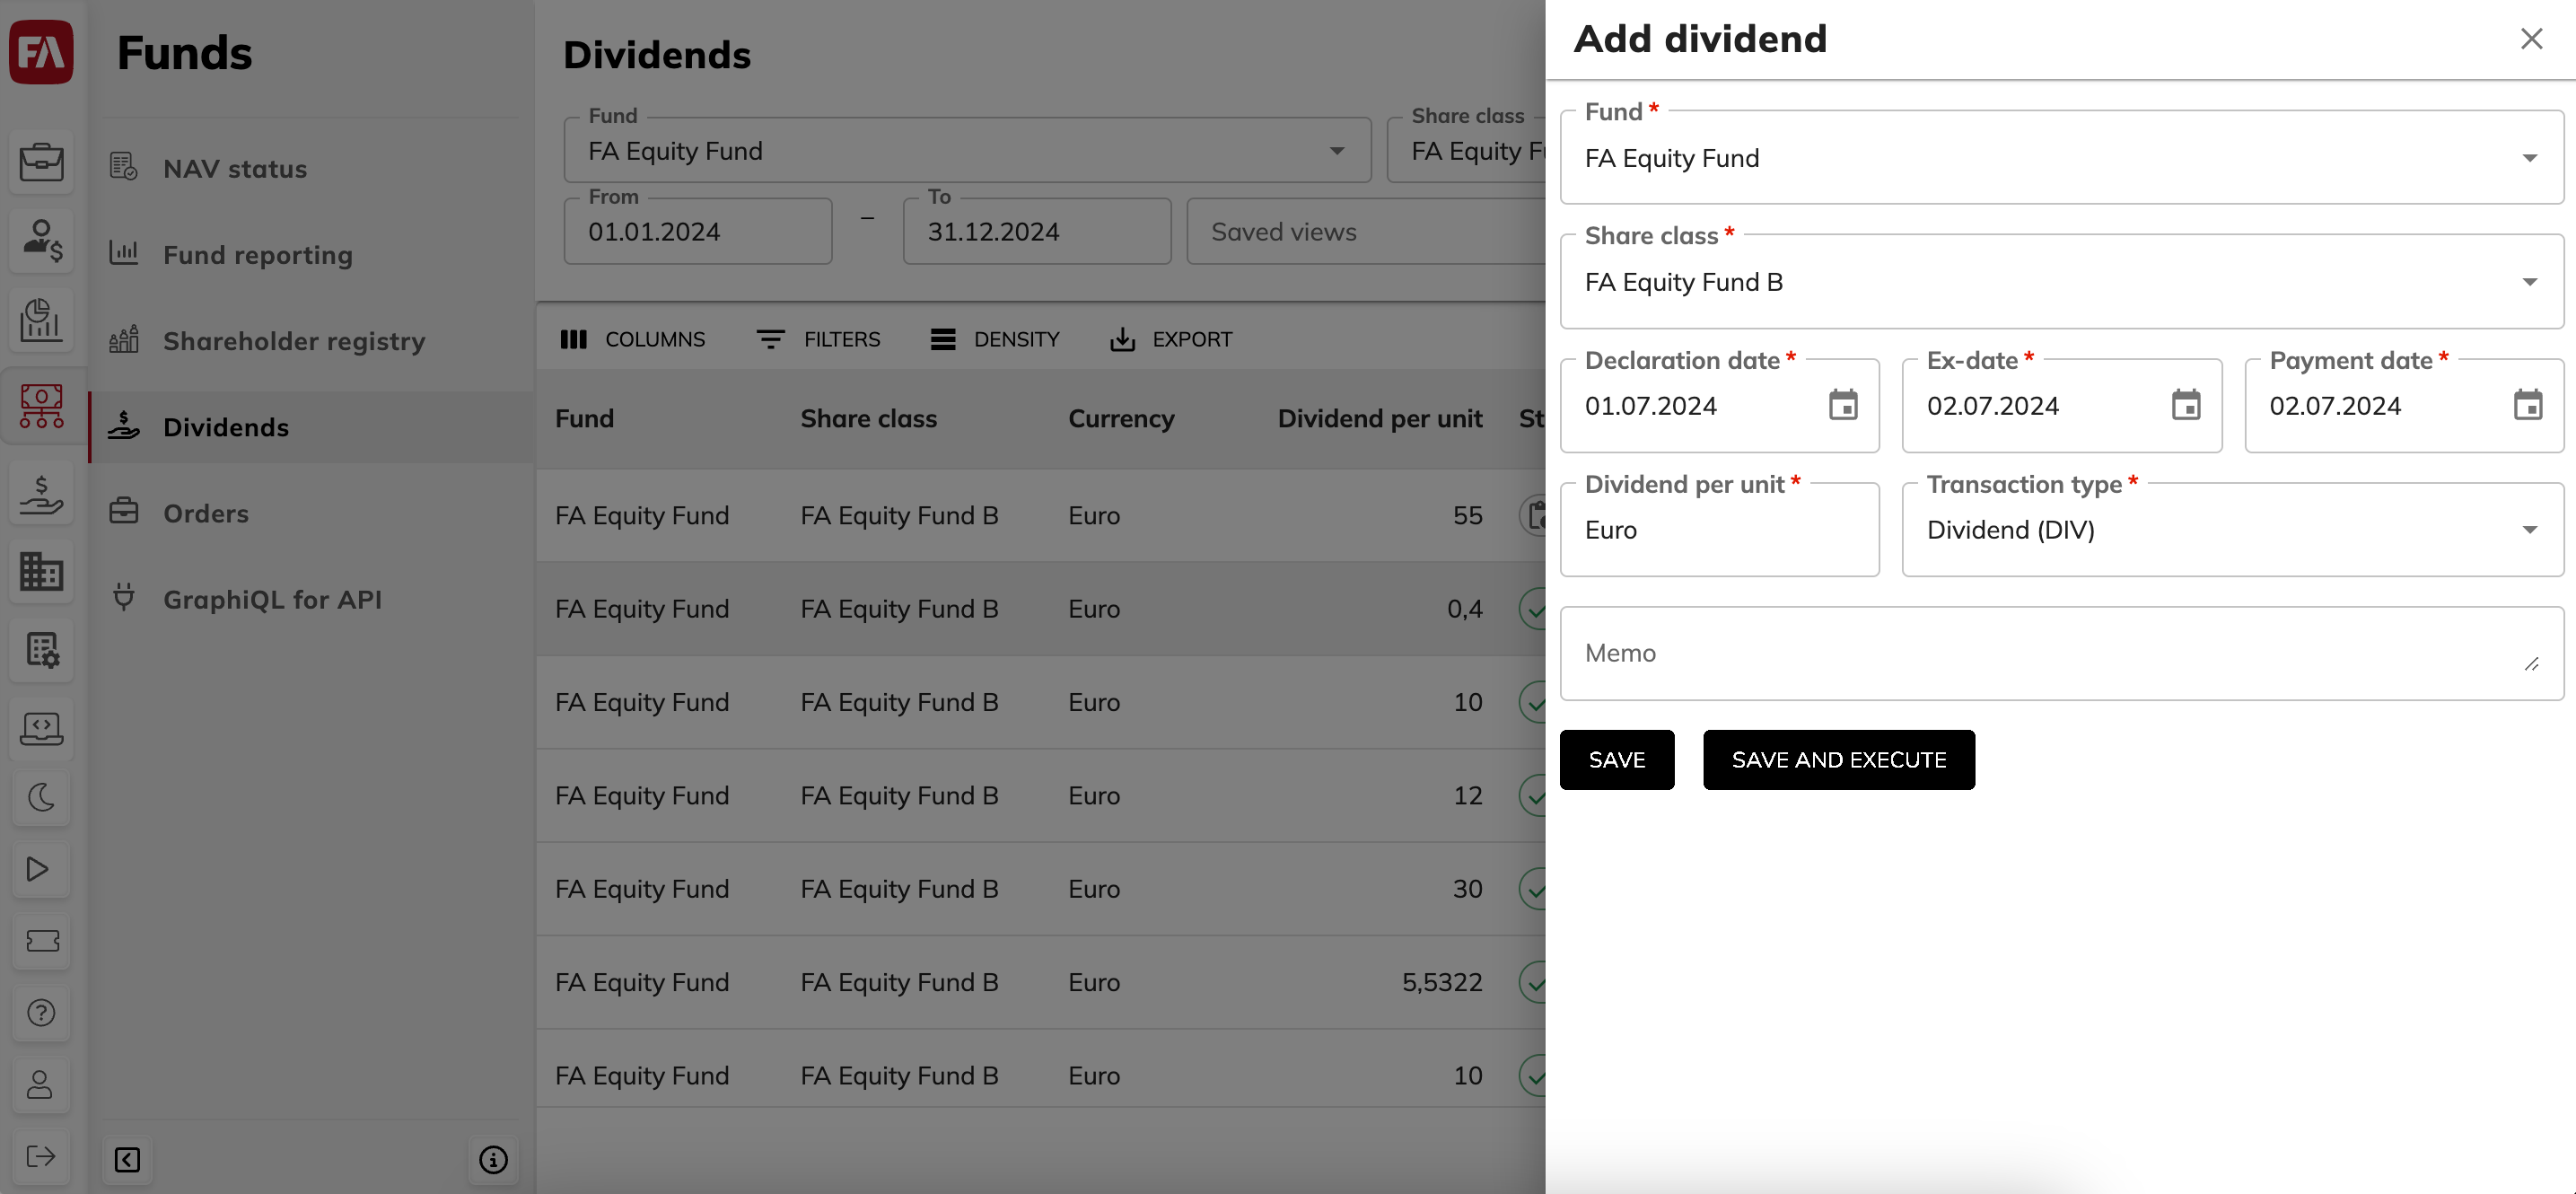 FA
Funds
NAV status
Fund reporting
Shareholder registry
Dividends
Orders
GraphiQL for API
Dividends
Fund
FA Equity Fund
Share class
FA Equity Fu
From
01.01.2024
–
To
31.12.2024
Saved views
COLUMNS FILTERS DENSITY EXPORT
Fund Share class Currency Dividend per unit St
FA Equity Fund FA Equity Fund B Euro 55
FA Equity Fund FA Equity Fund B Euro 0,4
FA Equity Fund FA Equity Fund B Euro 10
FA Equity Fund FA Equity Fund B Euro 12
FA Equity Fund FA Equity Fund B Euro 30
FA Equity Fund FA Equity Fund B Euro 5,5322
FA Equity Fund FA Equity Fund B Euro 10
Add dividend
Fund *
FA Equity Fund
Share class *
FA Equity Fund B
Declaration date * Ex-date * Payment date *
01.07.2024 02.07.2024 02.07.2024
Dividend per unit * Transaction type *
Euro Dividend (DIV)
Memo
SAVE SAVE AND EXECUTE